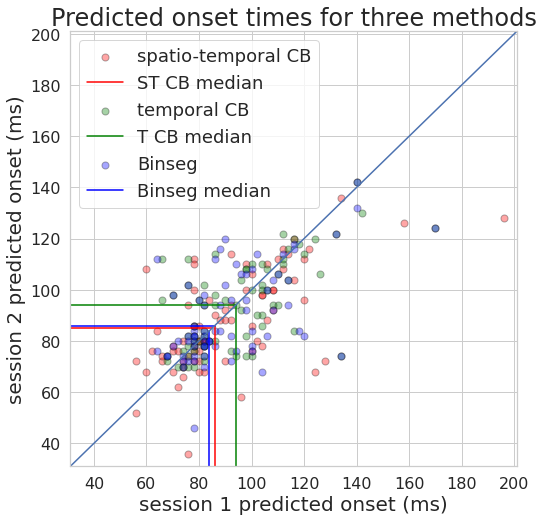 Predicted onset times for three methods
spatio-temporal CB
ST CB median
temporal CB
T CB median
Binseg
Binseg median
session 2 predicted onset (ms)
200
180
160
140
120
100
80
60
40
40 60 80 100 120 140 160 180 200
session 1 predicted onset (ms)